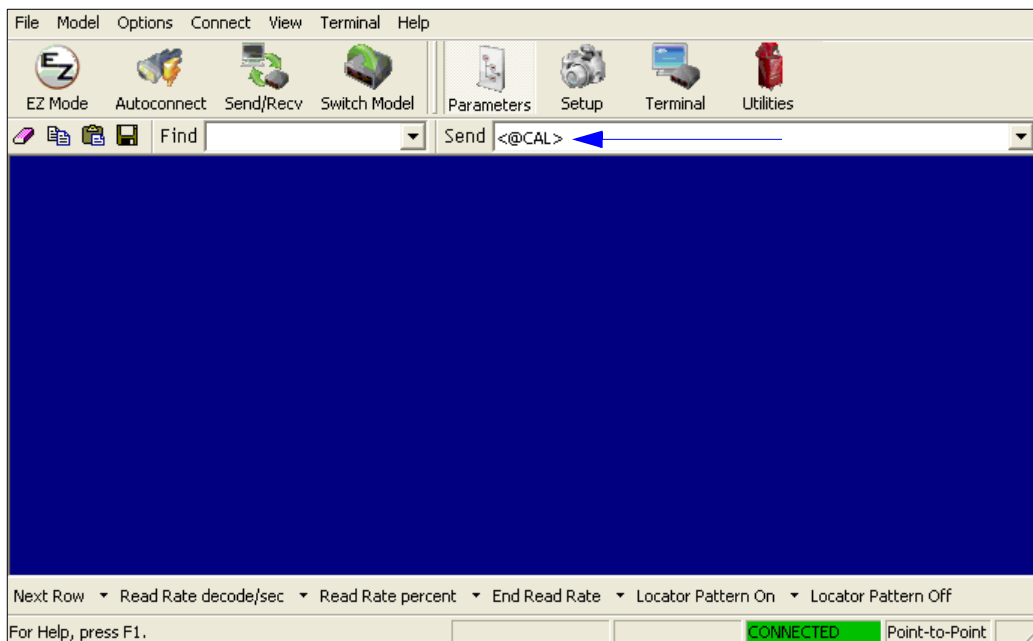 File Model Options Connect View Terminal Help
EZ
EZ Mode Autoconnect Send/Recv Switch Model Parameters Setup Terminal Utilities
Find Send <@CAL>
Next Row Read Rate decode/sec Read Rate percent End Read Rate Locator Pattern On Locator Pattern Off
For Help, press F1. CONNECTED Point-to-Point